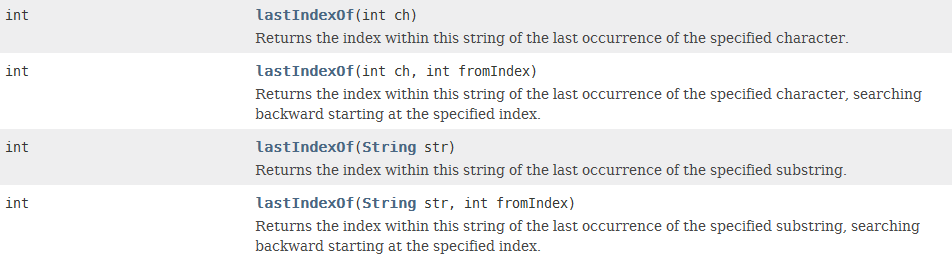 int lastIndexOf(int ch)
Returns the index within this string of the last occurrence of the specified character.
int lastIndexOf(int ch, int fromIndex)
Returns the index within this string of the last occurrence of the specified character, searching
backward starting at the specified index.
int lastIndexOf(String str)
Returns the index within this string of the last occurrence of the specified substring.
int lastIndexOf(String str, int fromIndex)
Returns the index within this string of the last occurrence of the specified substring, searching
backward starting at the specified index.